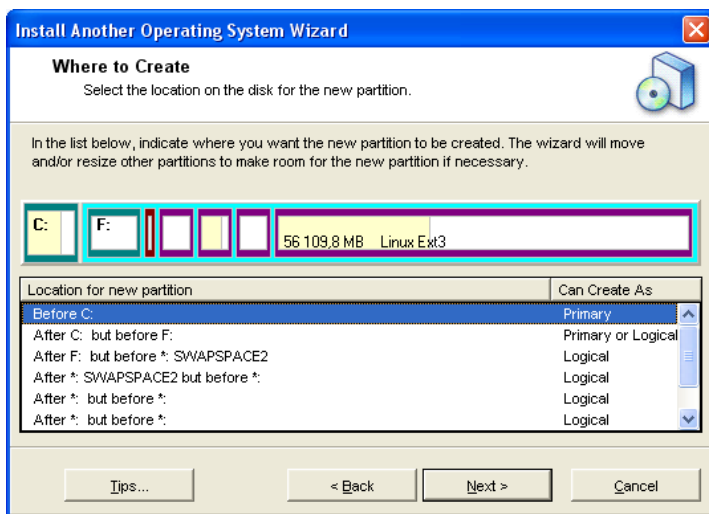 Install Another Operating System Wizard
Where to Create
Select the location on the disk for the new partition.
In the list below, indicate where you want the new partition to be created. The wizard will move
and/or resize other partitions to make room for the new partition if necessary.
C: F: 56 109,8 MB Linux Ext3
Location for new partition Can Create As
Before C: Primary
After C: but before F: Primary or Logical
After F: but before *: SWAPSPACE2 Logical
After *: SWAPSPACE2 but before *: Logical
After *: but before *: Logical
After *: but before *: Logical
Tips... < Back Next > Cancel